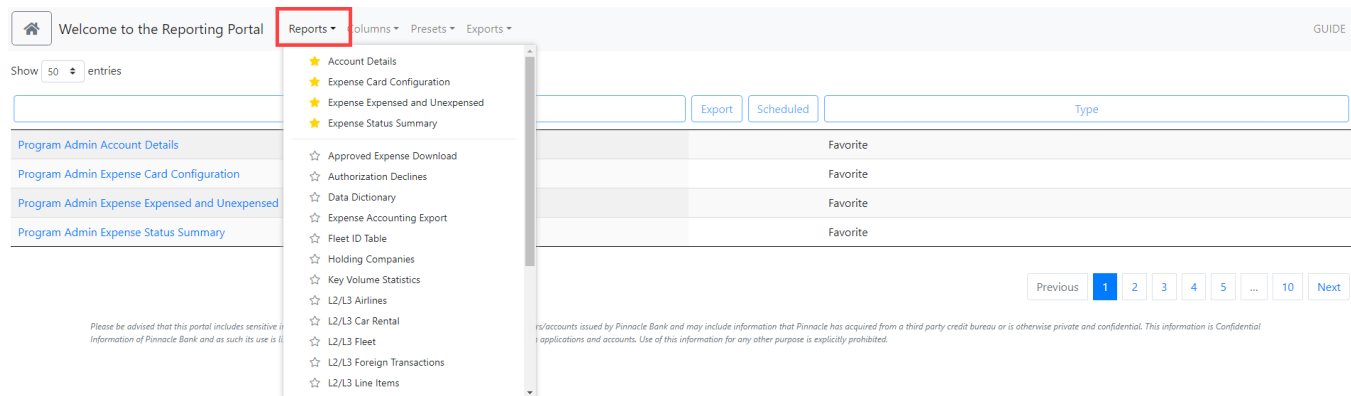 Welcome to the Reporting Portal Reports Columns Presets Exports GUIDE
Show 50 entries
Account Details
Expense Card Configuration
Expense Expensed and Unexpensed
Expense Status Summary
Approved Expense Download
Authorization Declines
Data Dictionary
Expense Accounting Export
Fleet ID Table
Holding Companies
Key Volume Statistics
L2/L3 Airlines
L2/L3 Car Rental
L2/L3 Fleet
L2/L3 Foreign Transactions
L2/L3 Line Items
Export Scheduled Type
Program Admin Account Details Favorite
Program Admin Expense Card Configuration Favorite
Program Admin Expense Expensed and Unexpensed Favorite
Program Admin Expense Status Summary Favorite
Previous 1 2 3 4 5 ... 10 Next
Please be advised that this portal includes sensitive rs/accounts issued by Pinnacle Bank and may include information that Pinnacle has acquired from a third party credit bureau or is otherwise private and confidential. This information is Confidential
Information of Pinnacle Bank and as such its use is applications and accounts. Use of this information for any other purpose is explicitly prohibited.